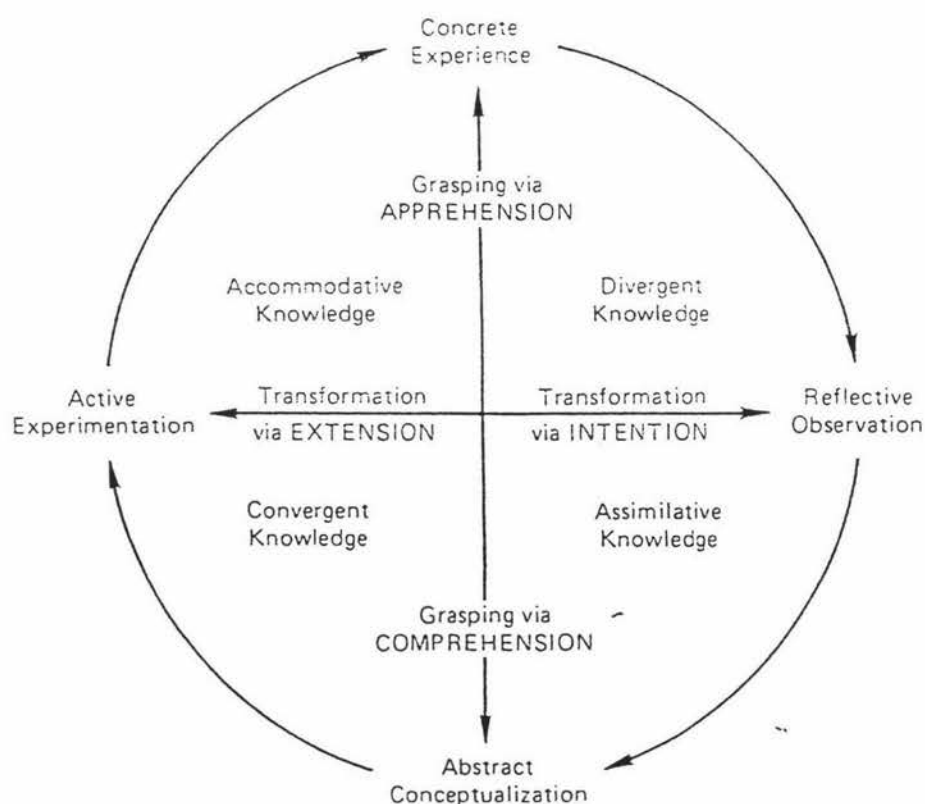 Concrete
Experience
Grasping via
APPREHENSION
Accommodative
Knowledge
Divergent
Knowledge
Active
Experimentation
Transformation
via EXTENSION
Transformation
via INTENTION
Reflective
Observation
Convergent
Knowledge
Assimilative
Knowledge
Grasping via
COMPREHENSION
Abstract
Conceptualization